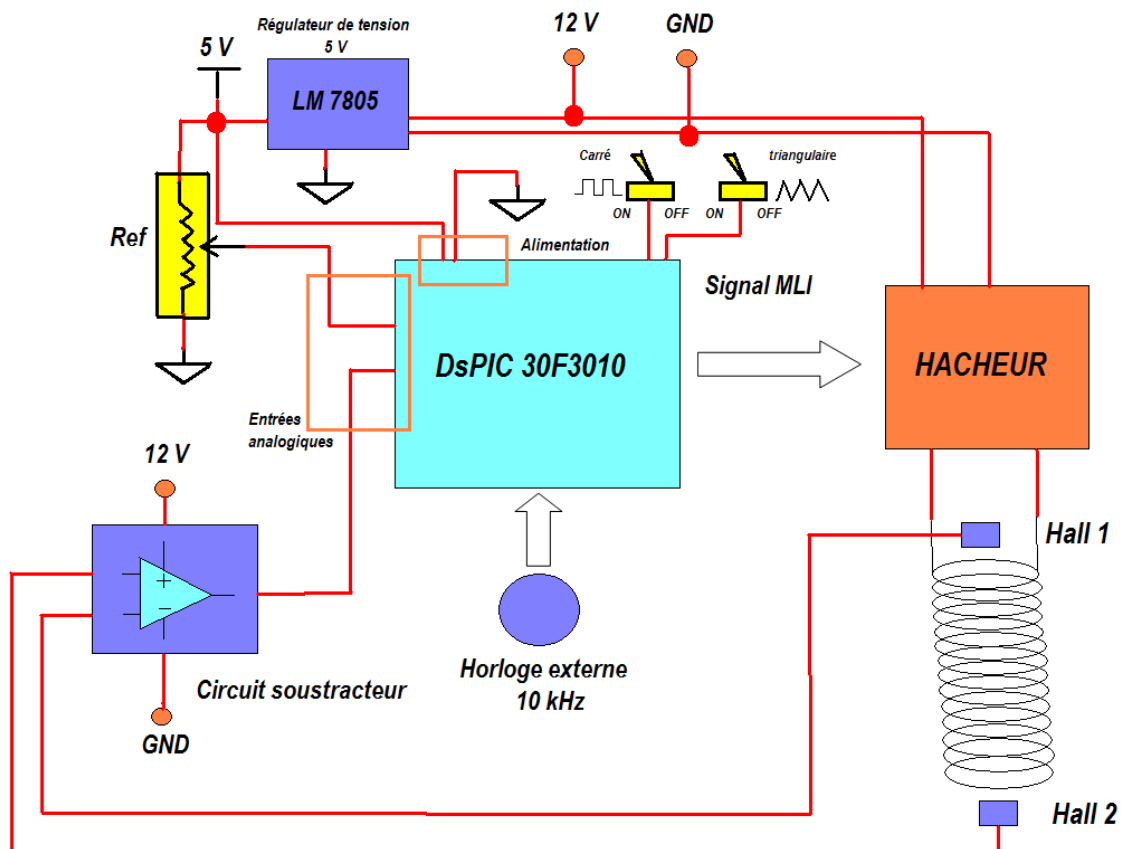 Régulateur de tension
5 V
5 V
12 V
GND
LM 7805
Carré
triangulaire
ON
OFF
ON
OFF
Ref
Alimentation
Signal MLI
DsPIC 30F3010
HACHEUR
Entrées
analogiques
12 V
+
−
Circuit soustracteur
GND
Horloge externe
10 kHz
Hall 1
Hall 2